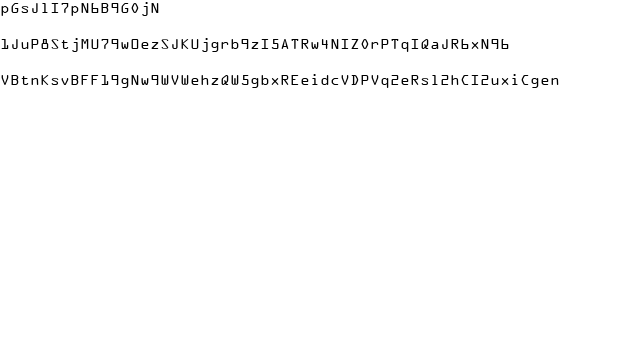 pGsJlI7pN6B9G0jN
1JuP8StjMU79wOezSJKUjgrb9zI5ATRw4NIZ0rPTqIQaJR6xN96
VBtnKsvBFF19gNw9WVWehzQW5gbxREeidcVDPVq2eRsl2hCI2uxiCgen